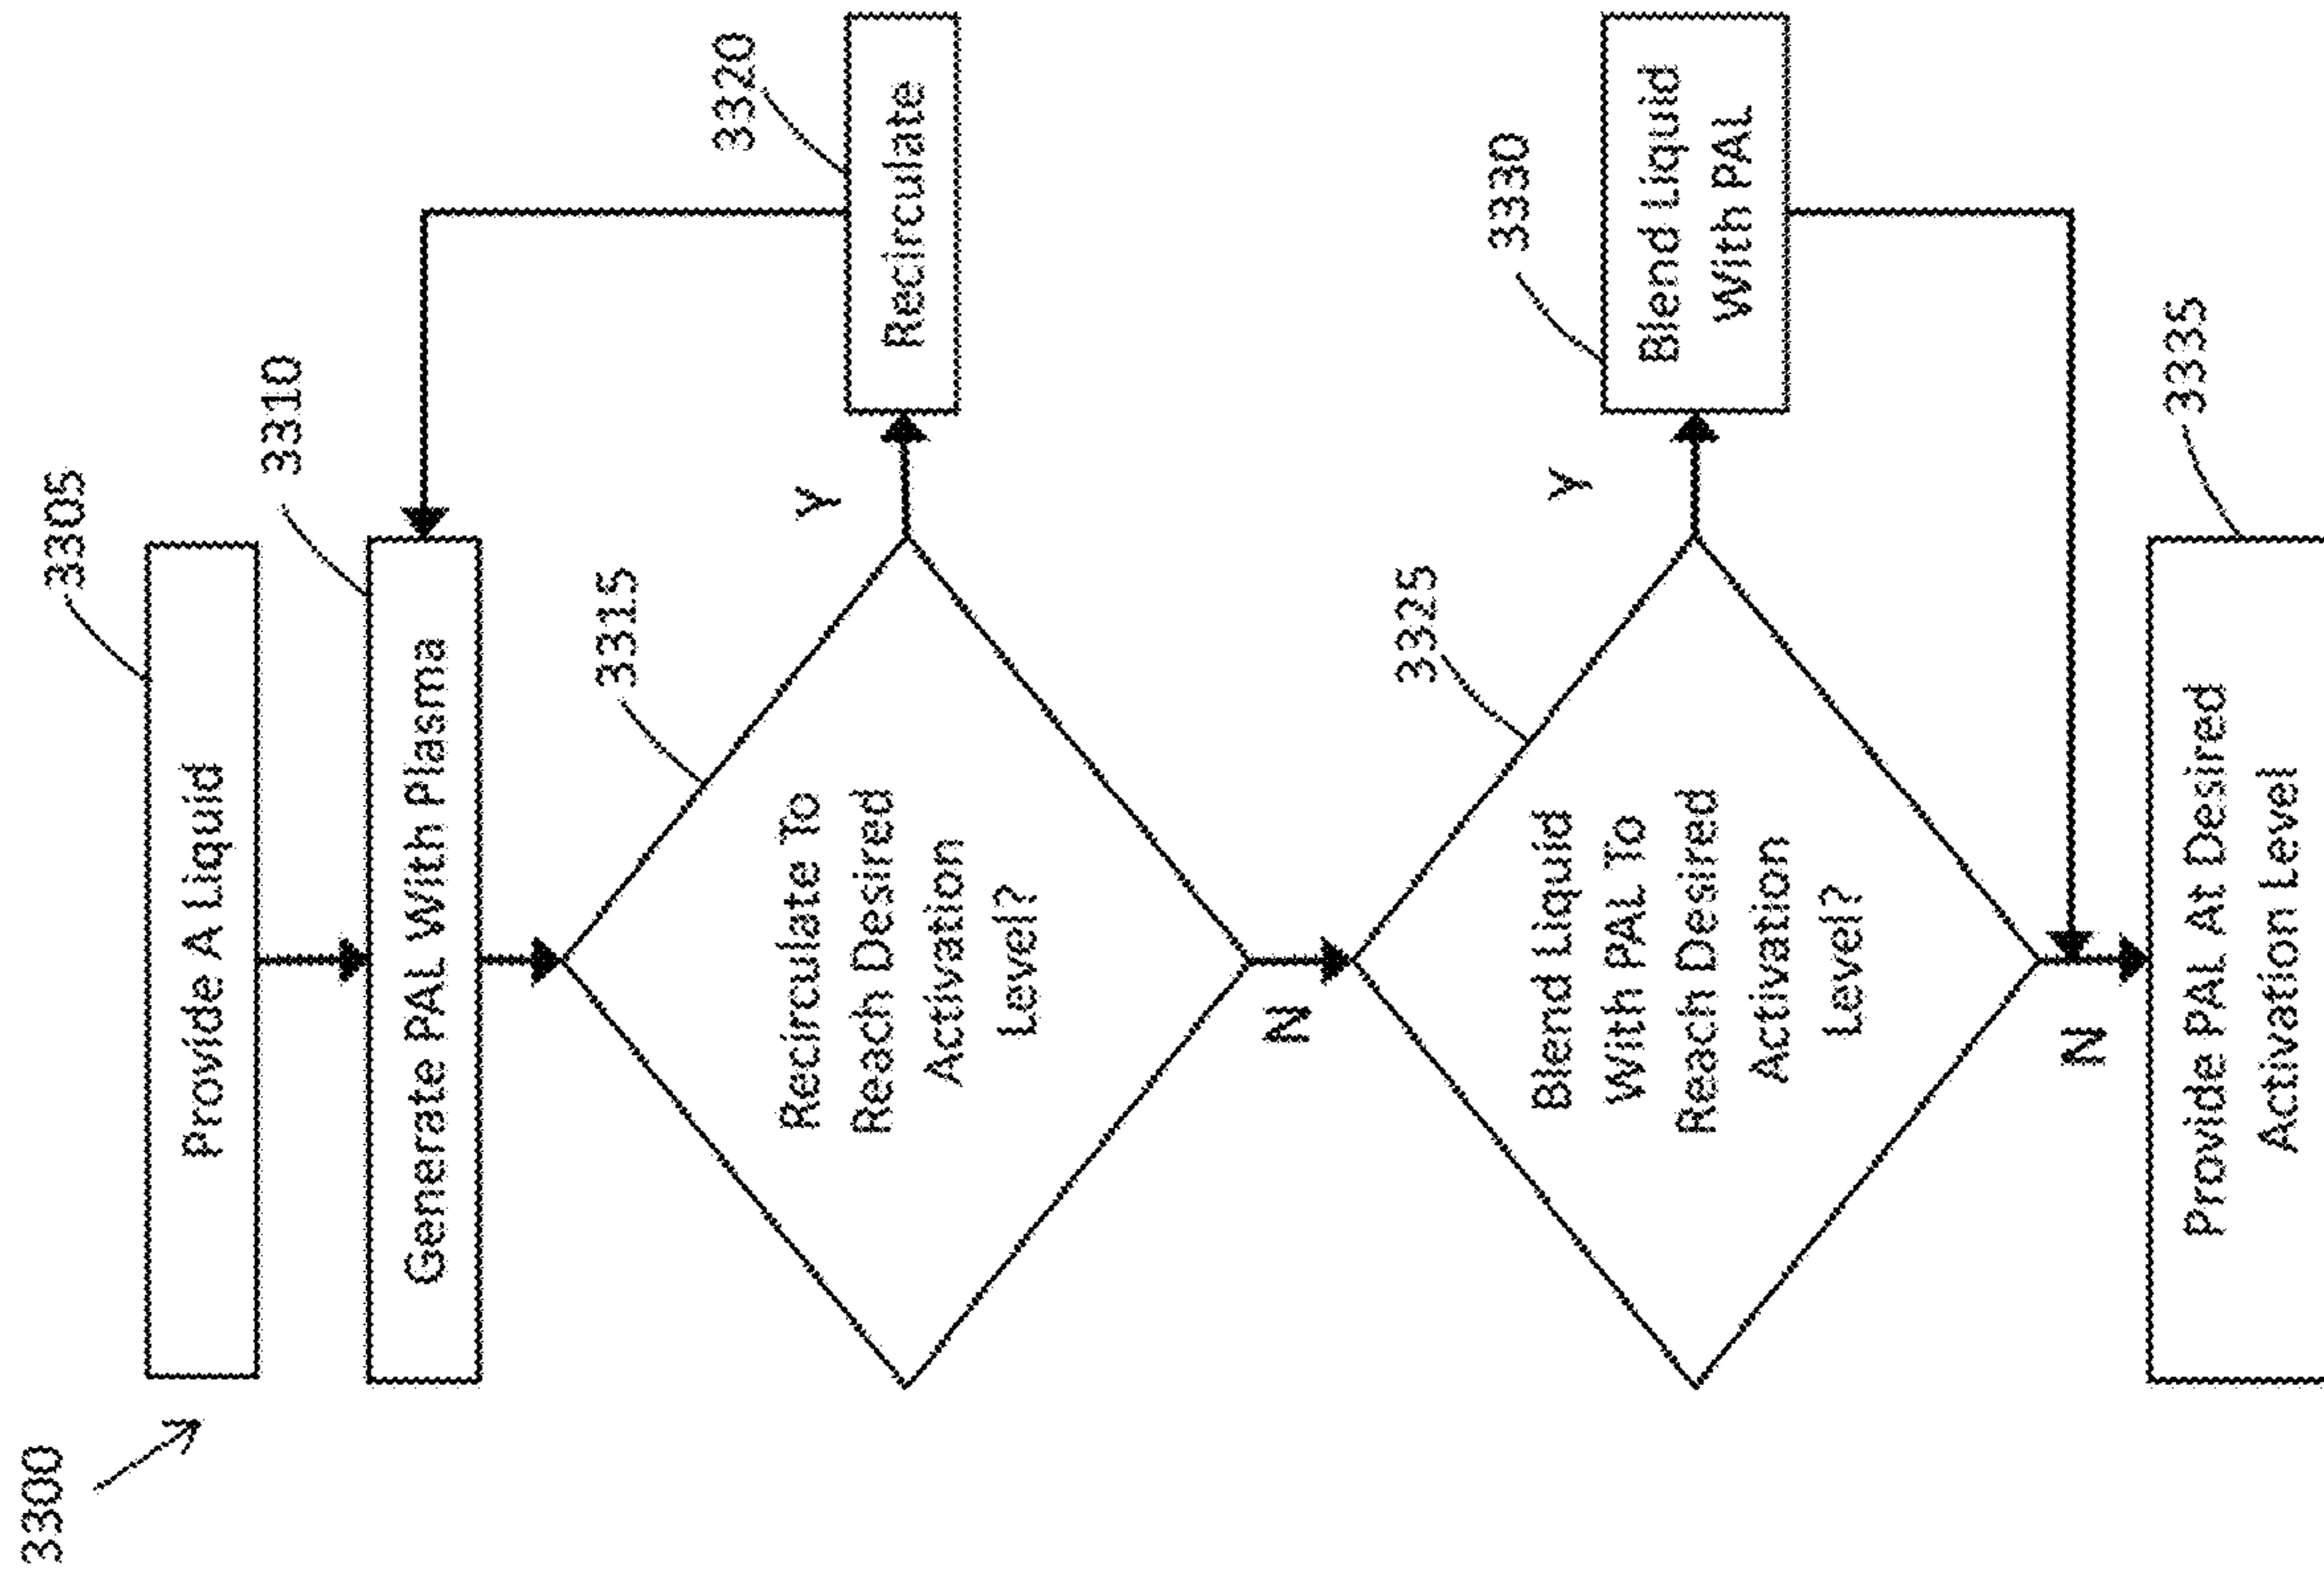 3300
3305
Provide A Liquid
3310
Generate PAL With Plasma
3315
Recirculate To
Reach Desired
Activation
Level?
Y
3320
Recirculate
N
3325
Blend Liquid
With PAL To
Reach Desired
Activation
Level?
Y
3330
Blend Liquid
With PAL
N
3335
Provide PAL At Desired
Activation Level